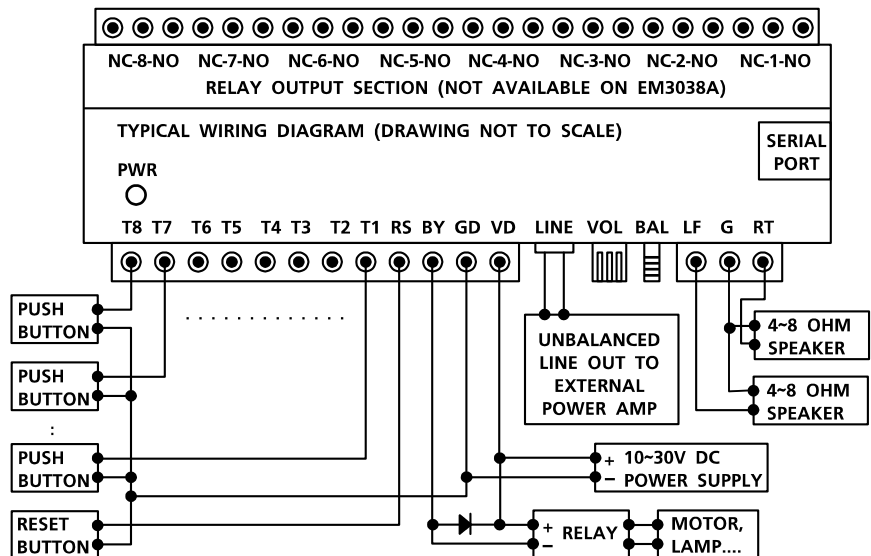 NC-8-NO NC-7-NO NC-6-NO NC-5-NO NC-4-NO NC-3-NO NC-2-NO NC-1-NO
RELAY OUTPUT SECTION (NOT AVAILABLE ON EM3038A)
TYPICAL WIRING DIAGRAM (DRAWING NOT TO SCALE)
SERIAL
PORT
PWR
T8 T7 T6 T5 T4 T3 T2 T1 RS BY GD VD LINE VOL BAL LF G RT
PUSH
BUTTON
. . . . . . . . . . . . .
PUSH
BUTTON
:
PUSH
BUTTON
RESET
BUTTON
UNBALANCED
LINE OUT TO
EXTERNAL
POWER AMP
4~8 OHM
SPEAKER
4~8 OHM
SPEAKER
+ 10~30V DC
− POWER SUPPLY
+
−
RELAY
MOTOR,
LAMP....